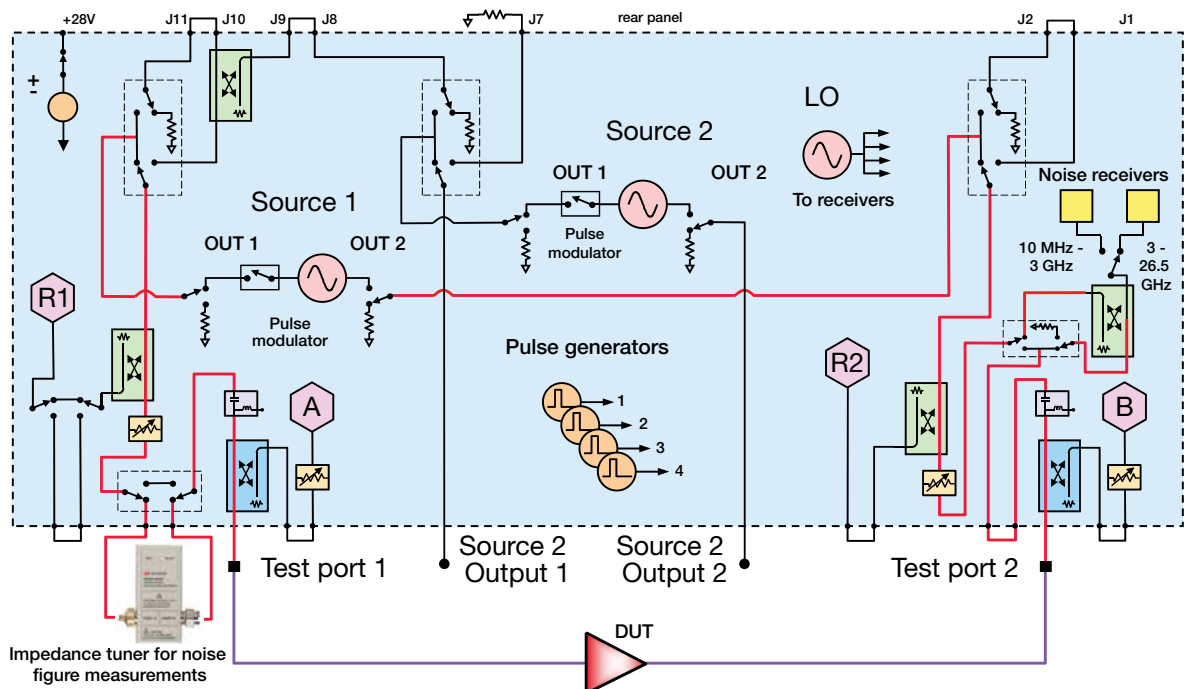 +28V
J11
J10
J9
J8
J7
rear panel
J2
J1
+
-
LO
To receivers
Source 2
OUT 1
OUT 2
Pulse
modulator
Noise receivers
10 MHz -
3 GHz
3 -
26.5
GHz
Source 1
OUT 1
OUT 2
Pulse
modulator
R1
A
Pulse generators
1
2
3
4
R2
B
Test port 1
Source 2
Output 1
Source 2
Output 2
Test port 2
DUT
Impedance tuner for noise
figure measurements